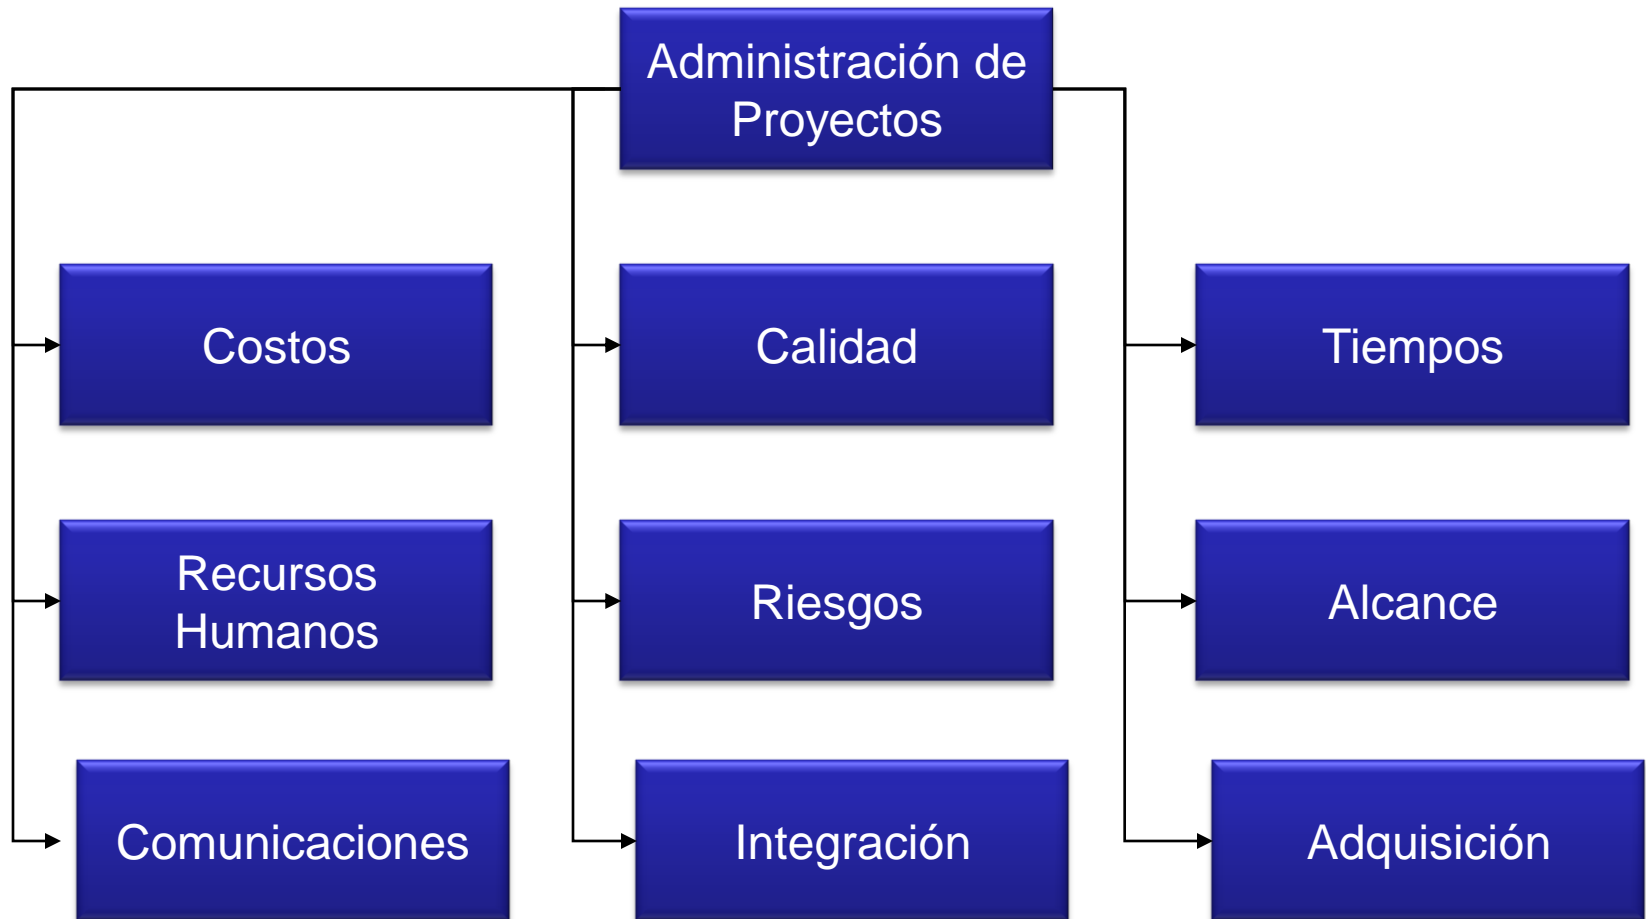 Administración de
Proyectos
Costos
Calidad
Tiempos
Recursos
Humanos
Riesgos
Alcance
Comunicaciones
Integración
Adquisición